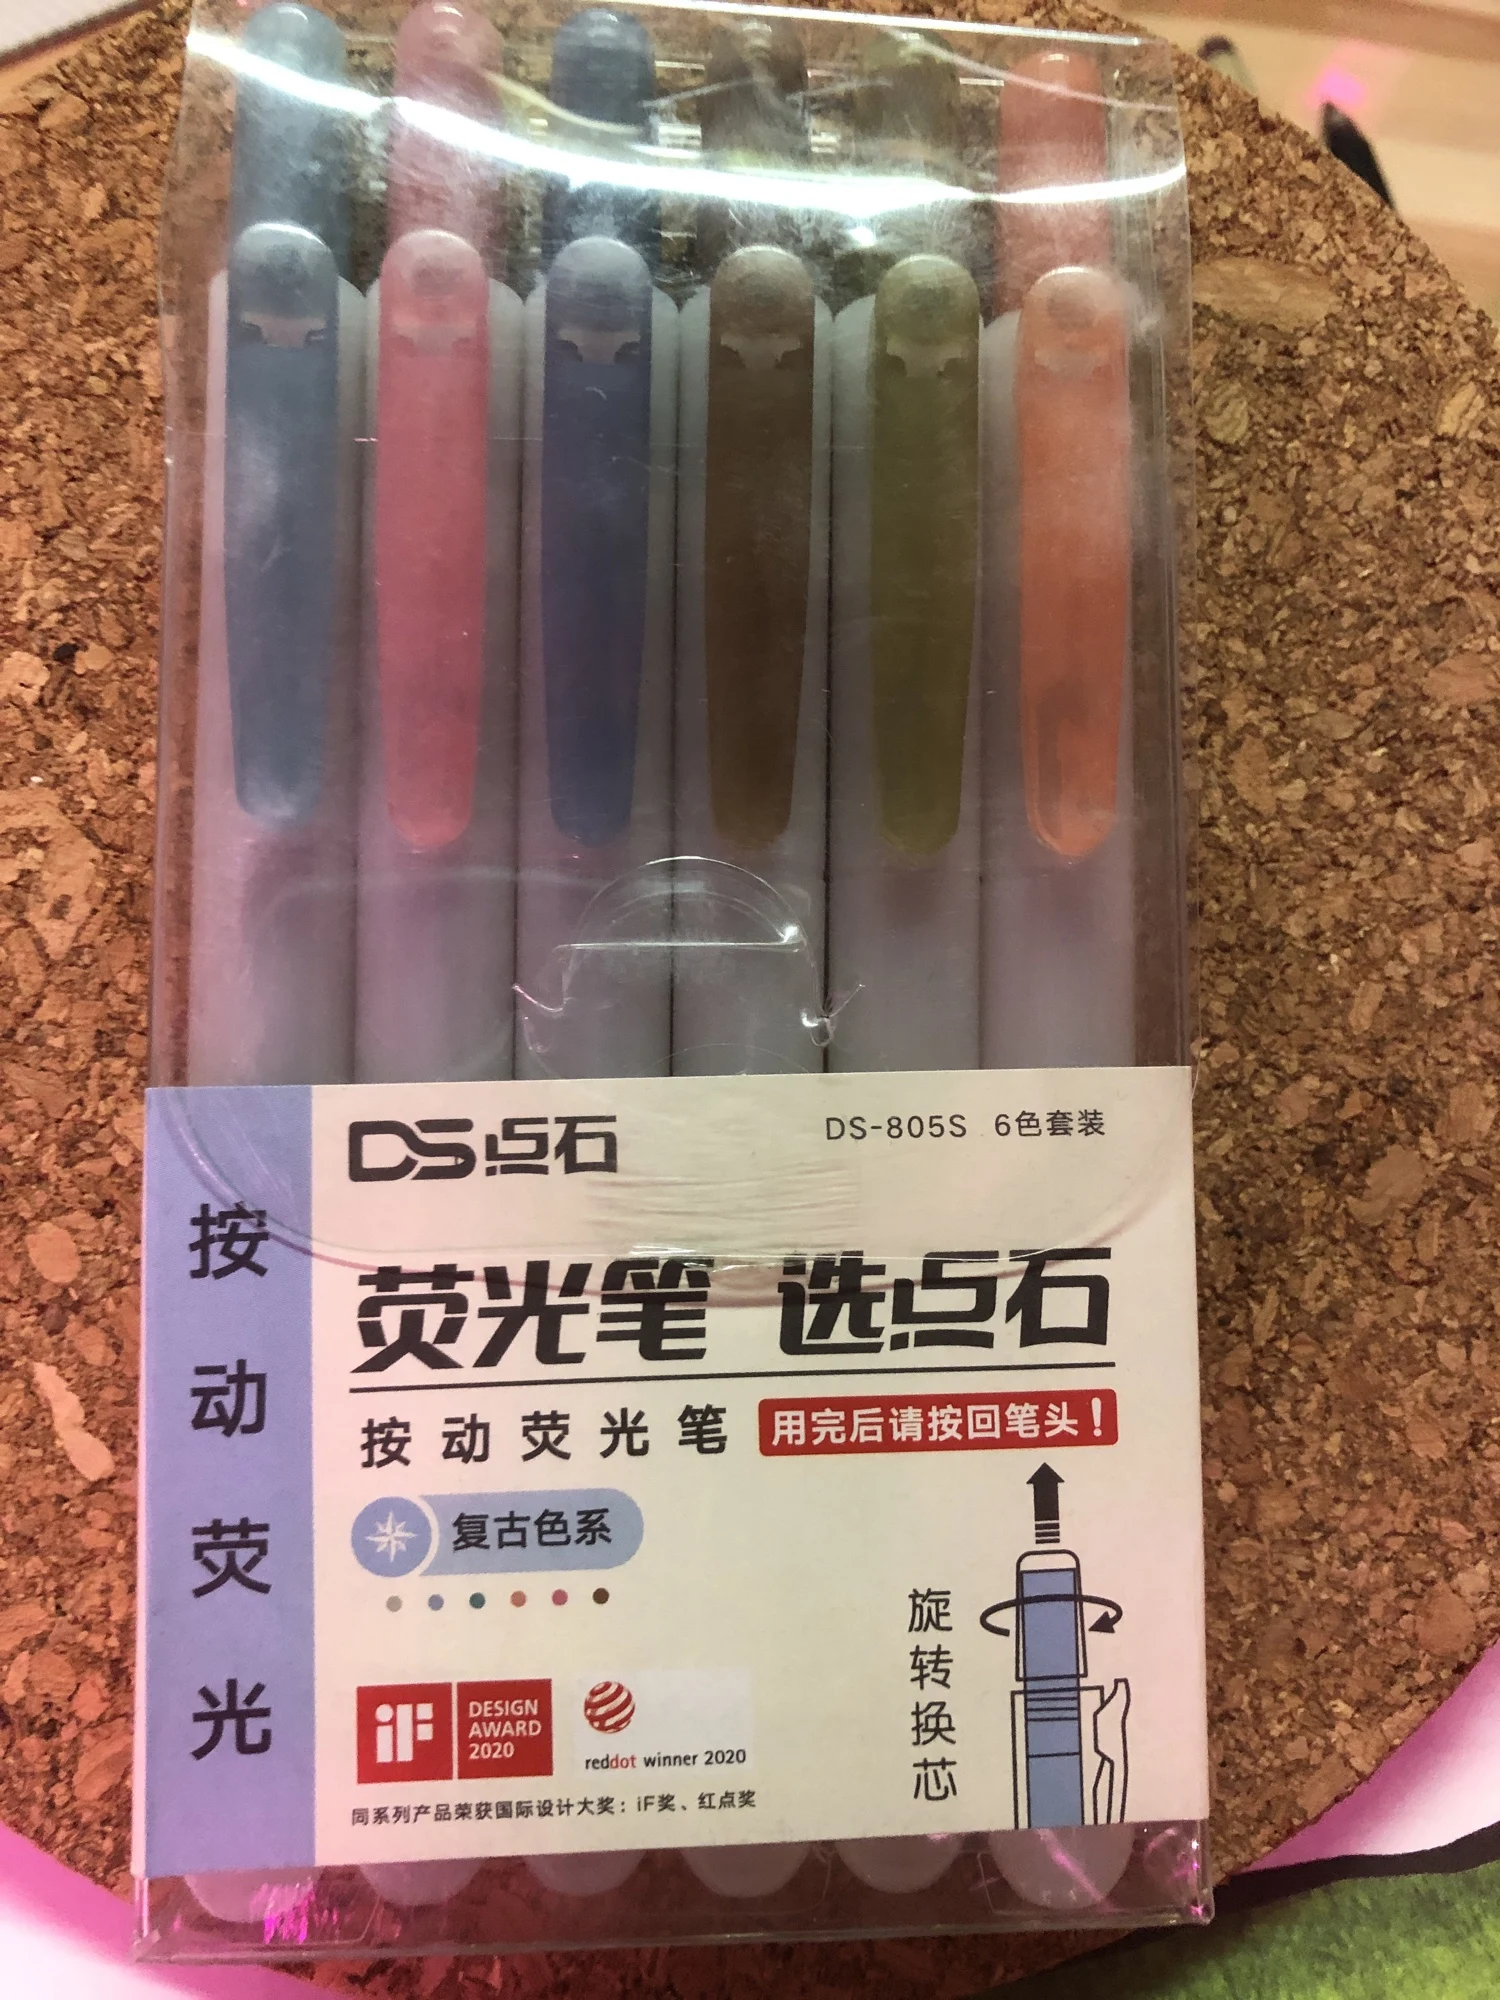 DS点石
DS-805S 6色套装
按动荧光
荧光笔 选点石
按动荧光笔
用完后请按回笔头！
复古色系
旋转换芯
iF
DESIGN
AWARD
2020
reddot winner 2020
同系列产品荣获国际设计大奖：iF奖、红点奖